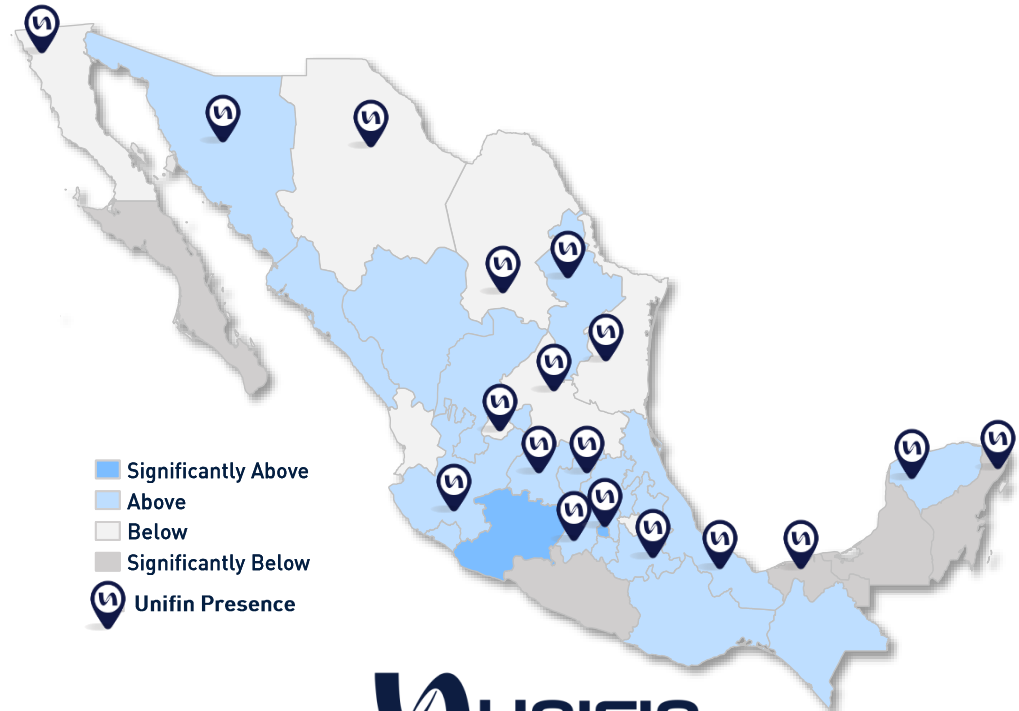 Significantly Above
Above
Below
Significantly Below
Unifin Presence